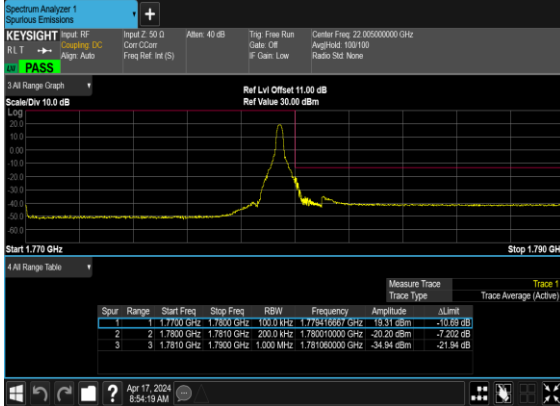 Spectrum Analyzer 1
Spurious Emissions
+
KEYSIGHT Input: RF Input Z: 50 Ω Atten: 40 dB Trig: Free Run Center Freq: 22.005000000 GHz
RLT Coupling: DC Corr CCorr Gate: Off Avg|Hold: 100/100
Align: Auto Freq Ref: Int (S) IF Gain: Low Radio Std: None
LXI PASS
3 All Range Graph
Ref Lvl Offset 11.00 dB
Scale/Div 10.0 dB Ref Value 30.00 dBm
Log
20.0
10.0
0.00
-10.0
-20.0
-30.0
-40.0
-50.0
-60.0
Start 1.770 GHz Stop 1.790 GH
4 All Range Table
Measure Trace Trace 1
Trace Type Trace Average (Active)
Spur Range Start Freq Stop Freq RBW Frequency Amplitude ΔLimit
1 1 1.7700 GHz 1.7800 GHz 100.0 kHz 1.779416667 GHz 19.31 dBm -10.69 dB
2 2 1.7800 GHz 1.7810 GHz 200.0 kHz 1.780010000 GHz -20.20 dBm -7.202 dB
3 3 1.7810 GHz 1.7900 GHz 1.000 MHz 1.781060000 GHz -34.94 dBm -21.94 dB
?
Apr 17, 2024
8:54:19 AM